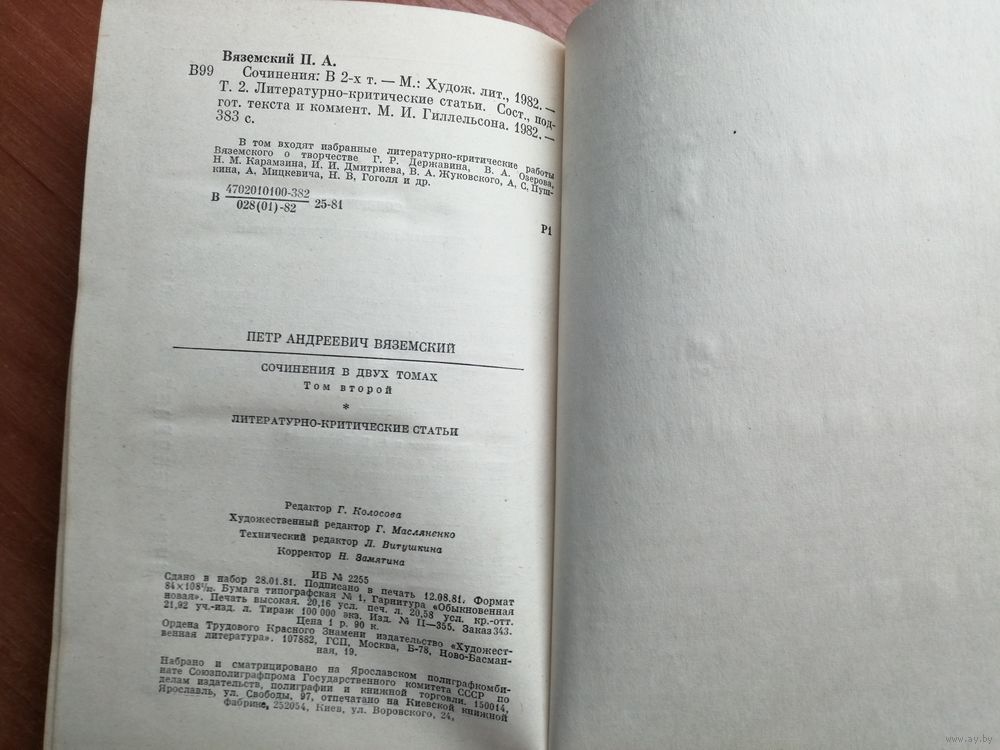 Вяземский П. А.
В99 Сочинения: В 2-х т. — М.: Худож. лит., 1982. —
Т. 2. Литературно-критические статьи. Сост., под-
гот. текста и коммент. М. И. Гиллельсона. 1982. —
383 с.
В том входят избранные литературно-критические работы
Вяземского о творчестве Г. Р. Державина, В. А. Озерова,
Н. М. Карамзина, И. И. Дмитриева, В. А. Жуковского, А. С. Пуш-
кина, А. Мицкевича, Н. В. Гоголя и др.
В 4702010100-382
028(01)-82 25-81
Р1
ПЕТР АНДРЕЕВИЧ ВЯЗЕМСКИЙ
СОЧИНЕНИЯ В ДВУХ ТОМАХ
Том второй
*
ЛИТЕРАТУРНО-КРИТИЧЕСКИЕ СТАТЬИ
Редактор Г. Колосова
Художественный редактор Г. Масляненко
Технический редактор Л. Витушкина
Корректор Н. Замятина
ИБ № 2255
Сдано в набор 28.01.81. Подписано в печать 12.08.81. Формат
84×108 1/32. Бумага типографская № 1. Гарнитура «Обыкновенная
новая». Печать высокая. 20,16 усл. печ. л. 20,58 усл. кр.-отт.
21,92 уч.-изд. л. Тираж 100 000 экз. Изд. № II—355. Заказ 343.
Цена 1 р. 90 к.
Ордена Трудового Красного Знамени издательство «Художест-
венная литература». 107882, ГСП, Москва, Б-78, Ново-Басман-
ная, 19.
Набрано и сматрицировано на Ярославском полиграфкомби-
нате Союзполиграфпрома Государственного комитета СССР по
делам издательств, полиграфии и книжной торговли. 150014,
Ярославль, ул. Свободы, 97, отпечатано на Киевской книжной
фабрике, 252054, Киев, ул. Воровского, 24,
www.ay.by